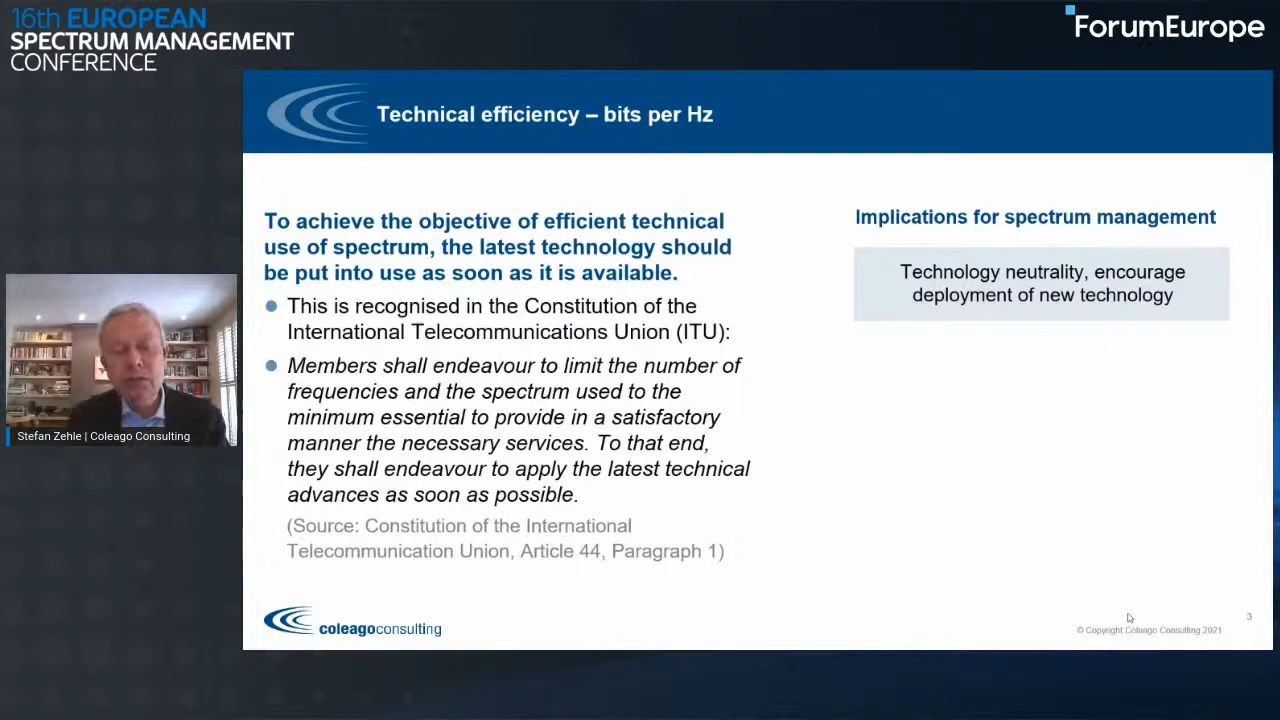 16th EUROPEAN
SPECTRUM MANAGEMENT
CONFERENCE
ForumEurope
Technical efficiency – bits per Hz
To achieve the objective of efficient technical
use of spectrum, the latest technology should
be put into use as soon as it is available.
This is recognised in the Constitution of the
International Telecommunications Union (ITU):
Members shall endeavour to limit the number of
frequencies and the spectrum used to the
minimum essential to provide in a satisfactory
manner the necessary services. To that end,
they shall endeavour to apply the latest technical
advances as soon as possible.
(Source: Constitution of the International
Telecommunication Union, Article 44, Paragraph 1)
Implications for spectrum management
Technology neutrality, encourage
deployment of new technology
Stefan Zehle | Coleago Consulting
coleagoconsulting
3
© Copyright Coleago Consulting 2021